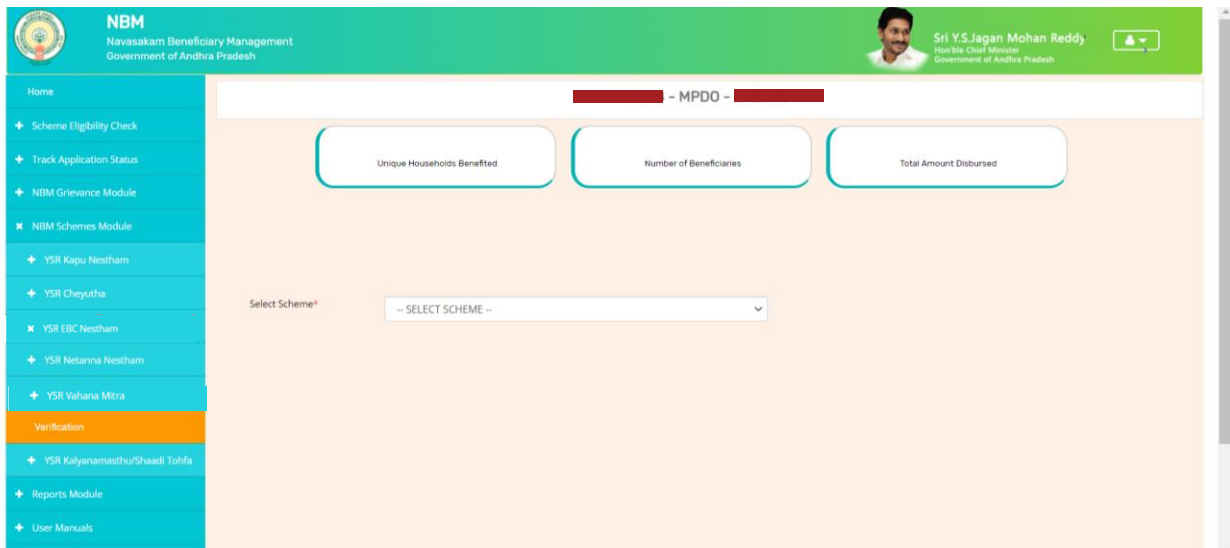 NBM
Navasakam Beneficiary Management
Government of Andhra Pradesh
Sri Y.S.Jagan Mohan Reddy
Hon'ble Chief Minister
Government of Andhra Pradesh
Home
Scheme Eligibility Check
Track Application Status
NBM Grievance Module
NBM Schemes Module
YSR Kapu Nestham
YSR Cheyutha
YSR EBC Nestham
YSR Netanna Nestham
YSR Vahana Mitra
Verification
YSR Kalyanamasthu/Shaadi Tohfa
Reports Module
User Manuals
- MPDO -
Unique Households Benefited
Number of Beneficiaries
Total Amount Disbursed
Select Scheme*
-- SELECT SCHEME --